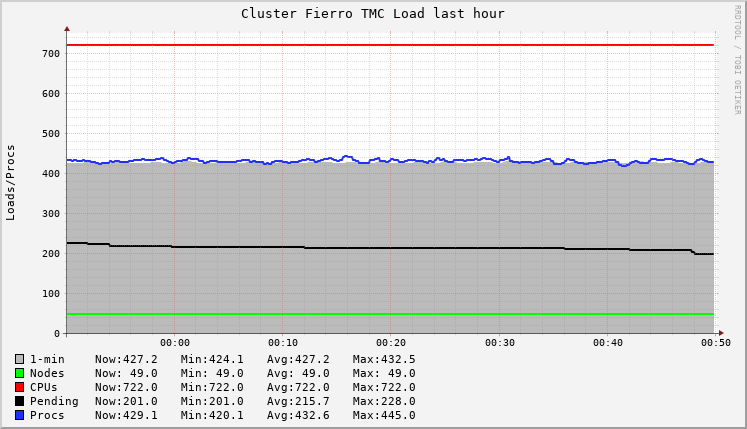 Cluster Fierro TMC Load last hour
RRDTOOL / TOBI OETIKER
Loads/Procs
700
600
500
400
300
200
100
0
00:00 00:10 00:20 00:30 00:40 00:50
1-min Now:427.2 Min:424.1 Avg:427.2 Max:432.5
Nodes Now: 49.0 Min: 49.0 Avg: 49.0 Max: 49.0
CPUs Now:722.0 Min:722.0 Avg:722.0 Max:722.0
Pending Now:201.0 Min:201.0 Avg:215.7 Max:228.0
Procs Now:429.1 Min:420.1 Avg:432.6 Max:445.0